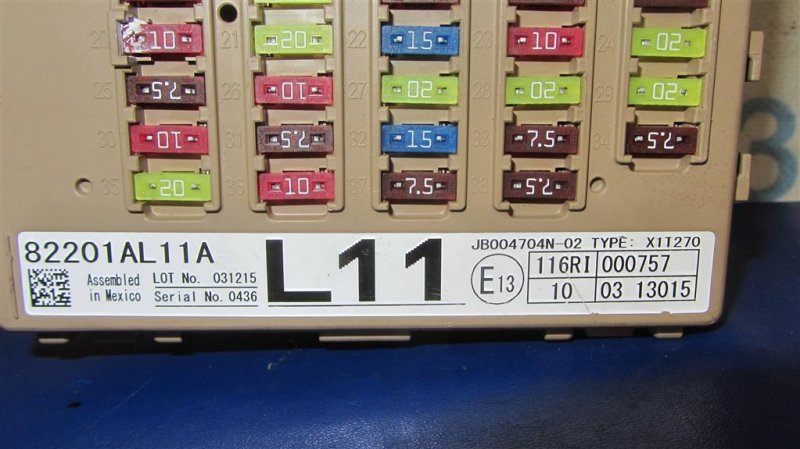 20 10 21 20 22 15 23 10 24 20
25 7.5 26 10 27 20 28 20 29 20
30 10 31 7.5 32 15 33 7.5 34 7.5
35 20 36 10 37 7.5 38 7.5
82201AL11A
Assembled in Mexico
LOT No. 031215
Serial No. 0436
L11
JB004704N-02 TYPE: X1T270
E13
116RI 000757
10 03 13015